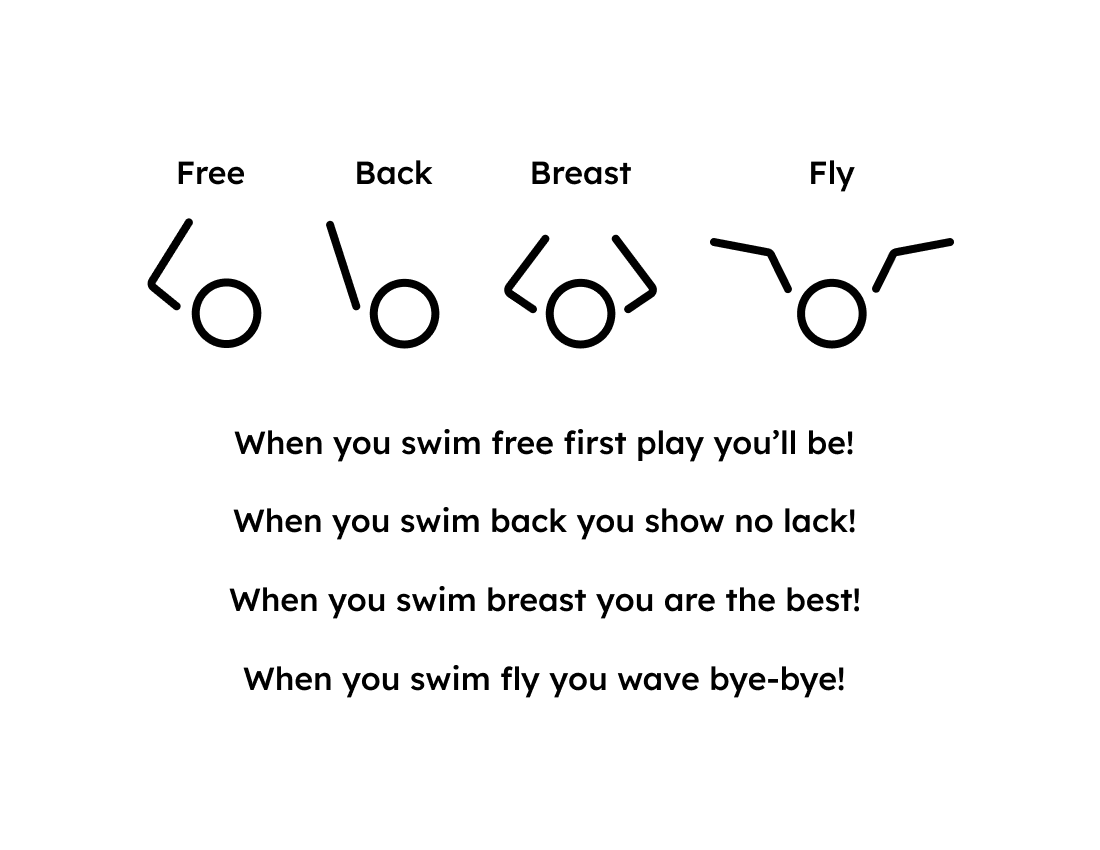 Free Back Breast Fly
When you swim free first play you’ll be!
When you swim back you show no lack!
When you swim breast you are the best!
When you swim fly you wave bye-bye!